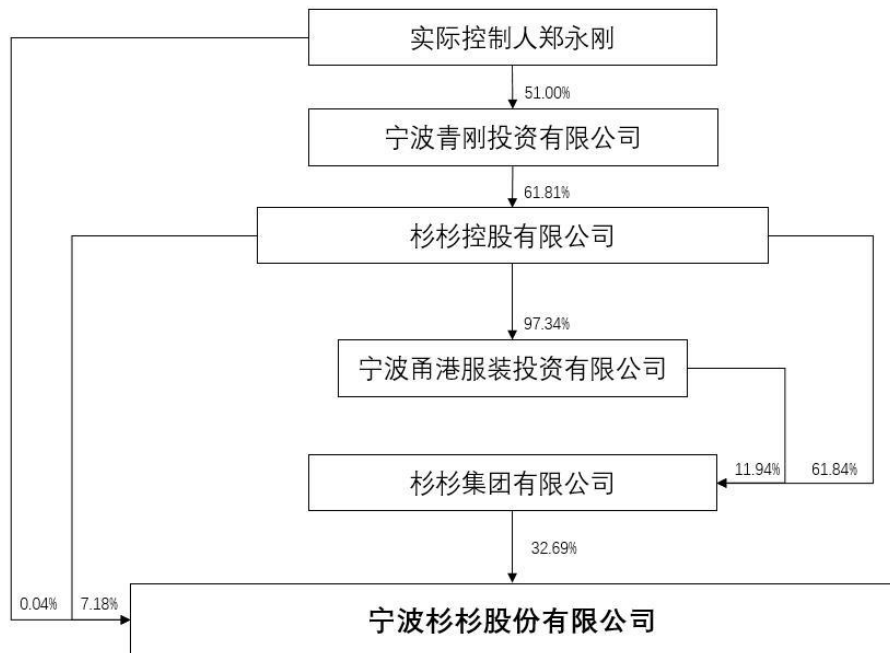 实际控制人郑永刚
51.00%
宁波青刚投资有限公司
61.81%
杉杉控股有限公司
97.34%
宁波甬港服装投资有限公司
11.94%
61.84%
杉杉集团有限公司
32.69%
0.04%
7.18%
宁波杉杉股份有限公司